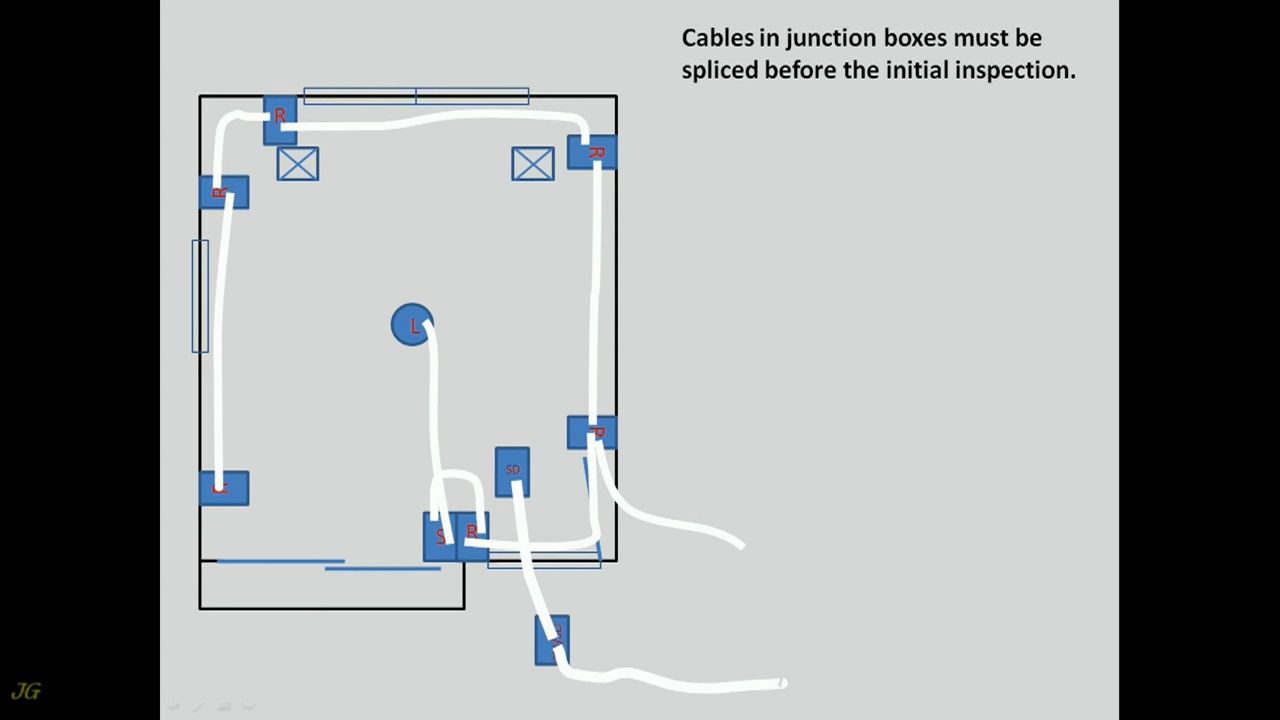 Cables in junction boxes must be
spliced before the initial inspection.
R
R
R
L
R
SD
S R
JG